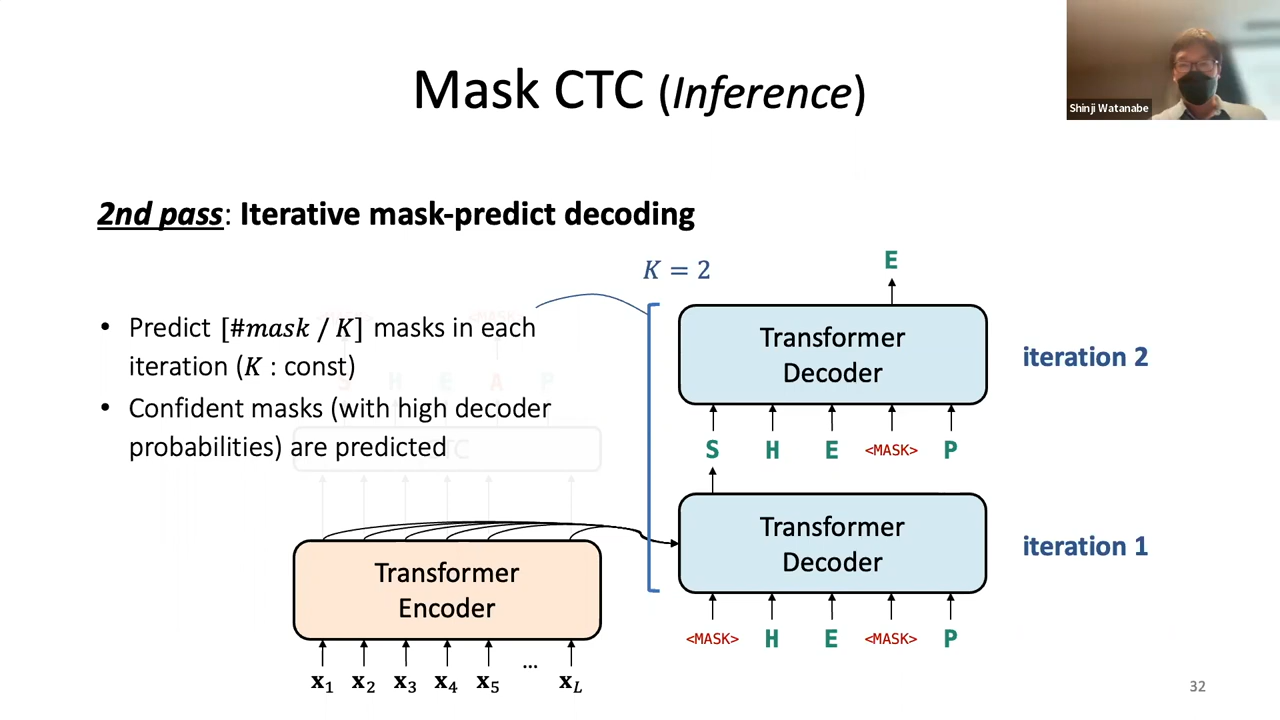 Mask CTC (Inference)
Shinji Watanabe
2nd pass: Iterative mask-predict decoding
• Predict [#mask / K] masks in each
iteration (K : const)
• Confident masks (with high decoder
probabilities) are predicted
K = 2
E
Transformer
Decoder
iteration 2
S H E <MASK> P
Transformer
Decoder
iteration 1
<MASK> H E <MASK> P
Transformer
Encoder
x₁ x₂ x₃ x₄ x₅ ... x_L
32